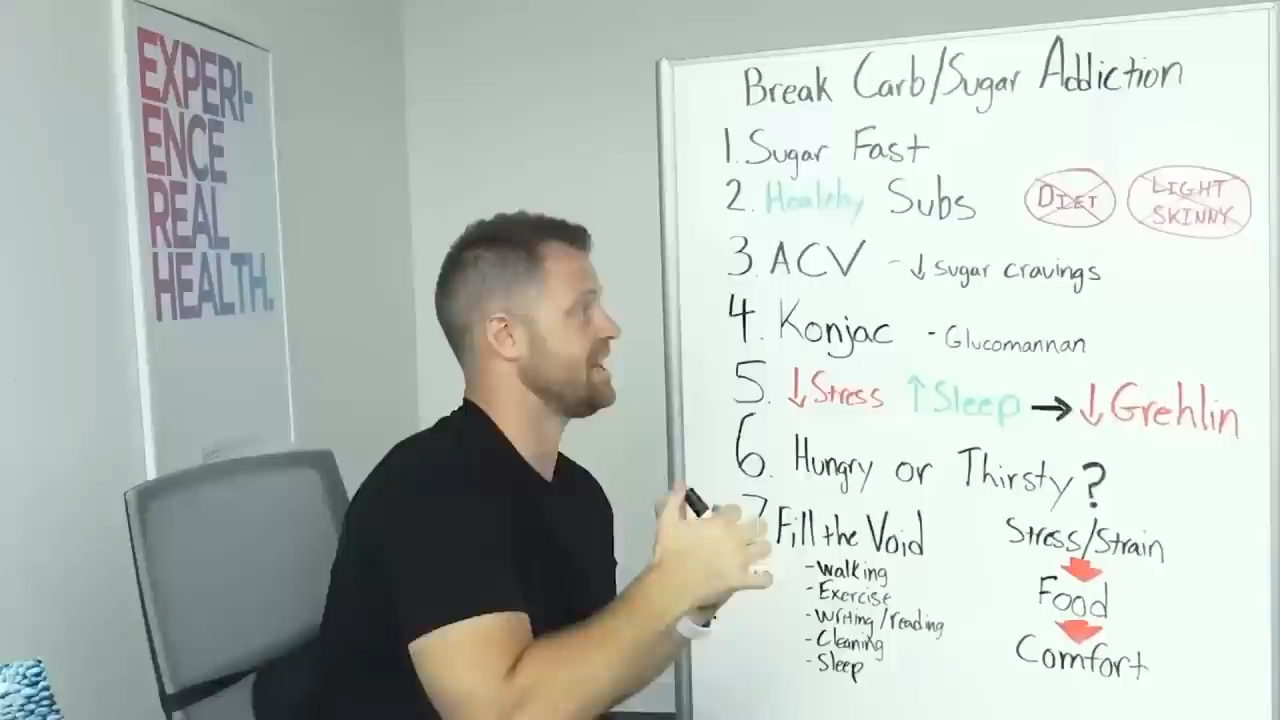 EXPERI-
ENCE
REAL
HEALTH.
Break Carb/Sugar Addiction
1. Sugar Fast
2. Healthy Subs DIET LIGHT SKINNY
3. ACV - ↓ Sugar cravings
4. Konjac - Glucomannan
5. ↓Stress ↑Sleep → ↓Grehlin
6. Hungry or Thirsty?
7 Fill the Void
- Walking
- Exercise
- Writing/reading
- Cleaning
- Sleep
Stress/Strain
Food
Comfort